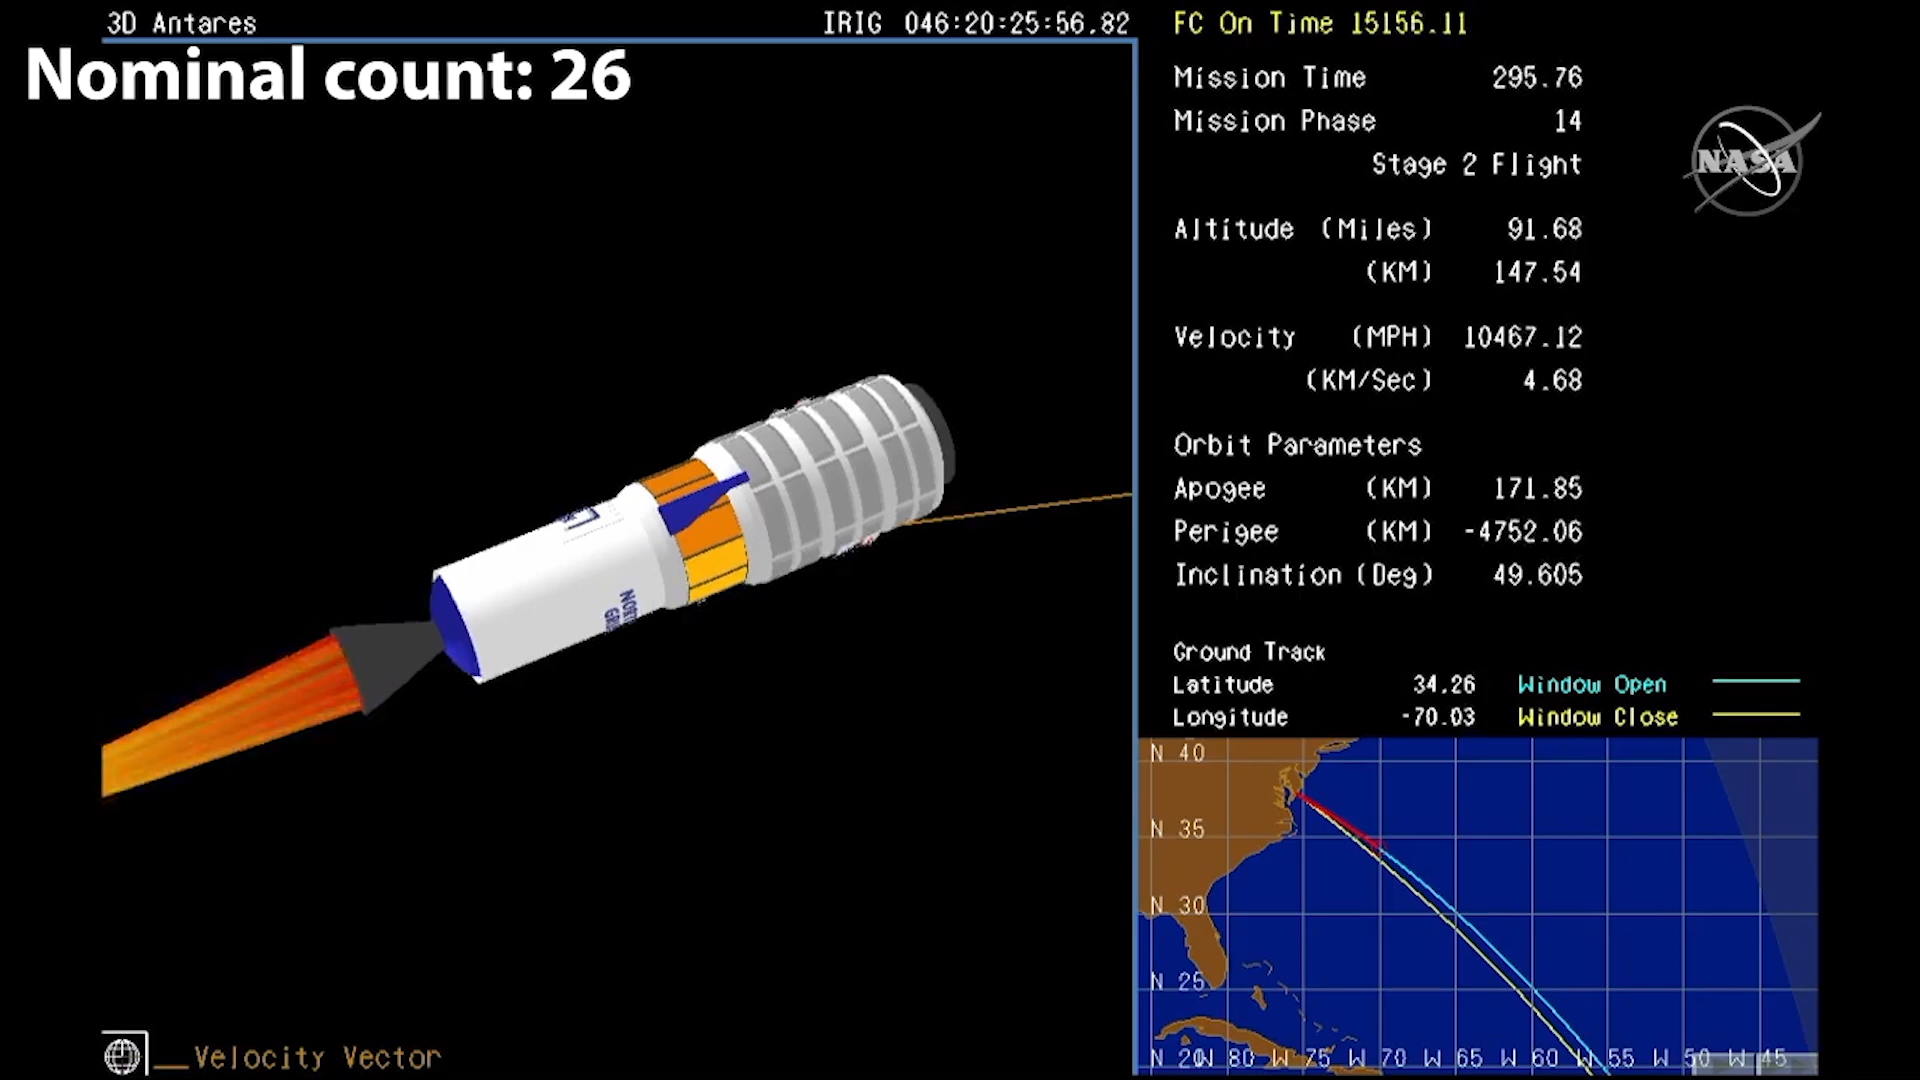 3D Antares
IRIG 046:20:25:56.82
Nominal count: 26
FC On Time 15156.11
Mission Time 295.76
Mission Phase 14
Stage 2 Flight
Altitude (Miles) 91.68
(KM) 147.54
Velocity (MPH) 10467.12
(KM/Sec) 4.68
Orbit Parameters
Apogee (KM) 171.85
Perigee (KM) -4752.06
Inclination (Deg) 49.605
NASA
Ground Track
Latitude 34.26
Longitude -70.03
Window Open
Window Close
N 40
N 35
N 30
N 25
N 20 W 80 W 75 W 70 W 65 W 60 W 55 W 50 W 45
Velocity Vector